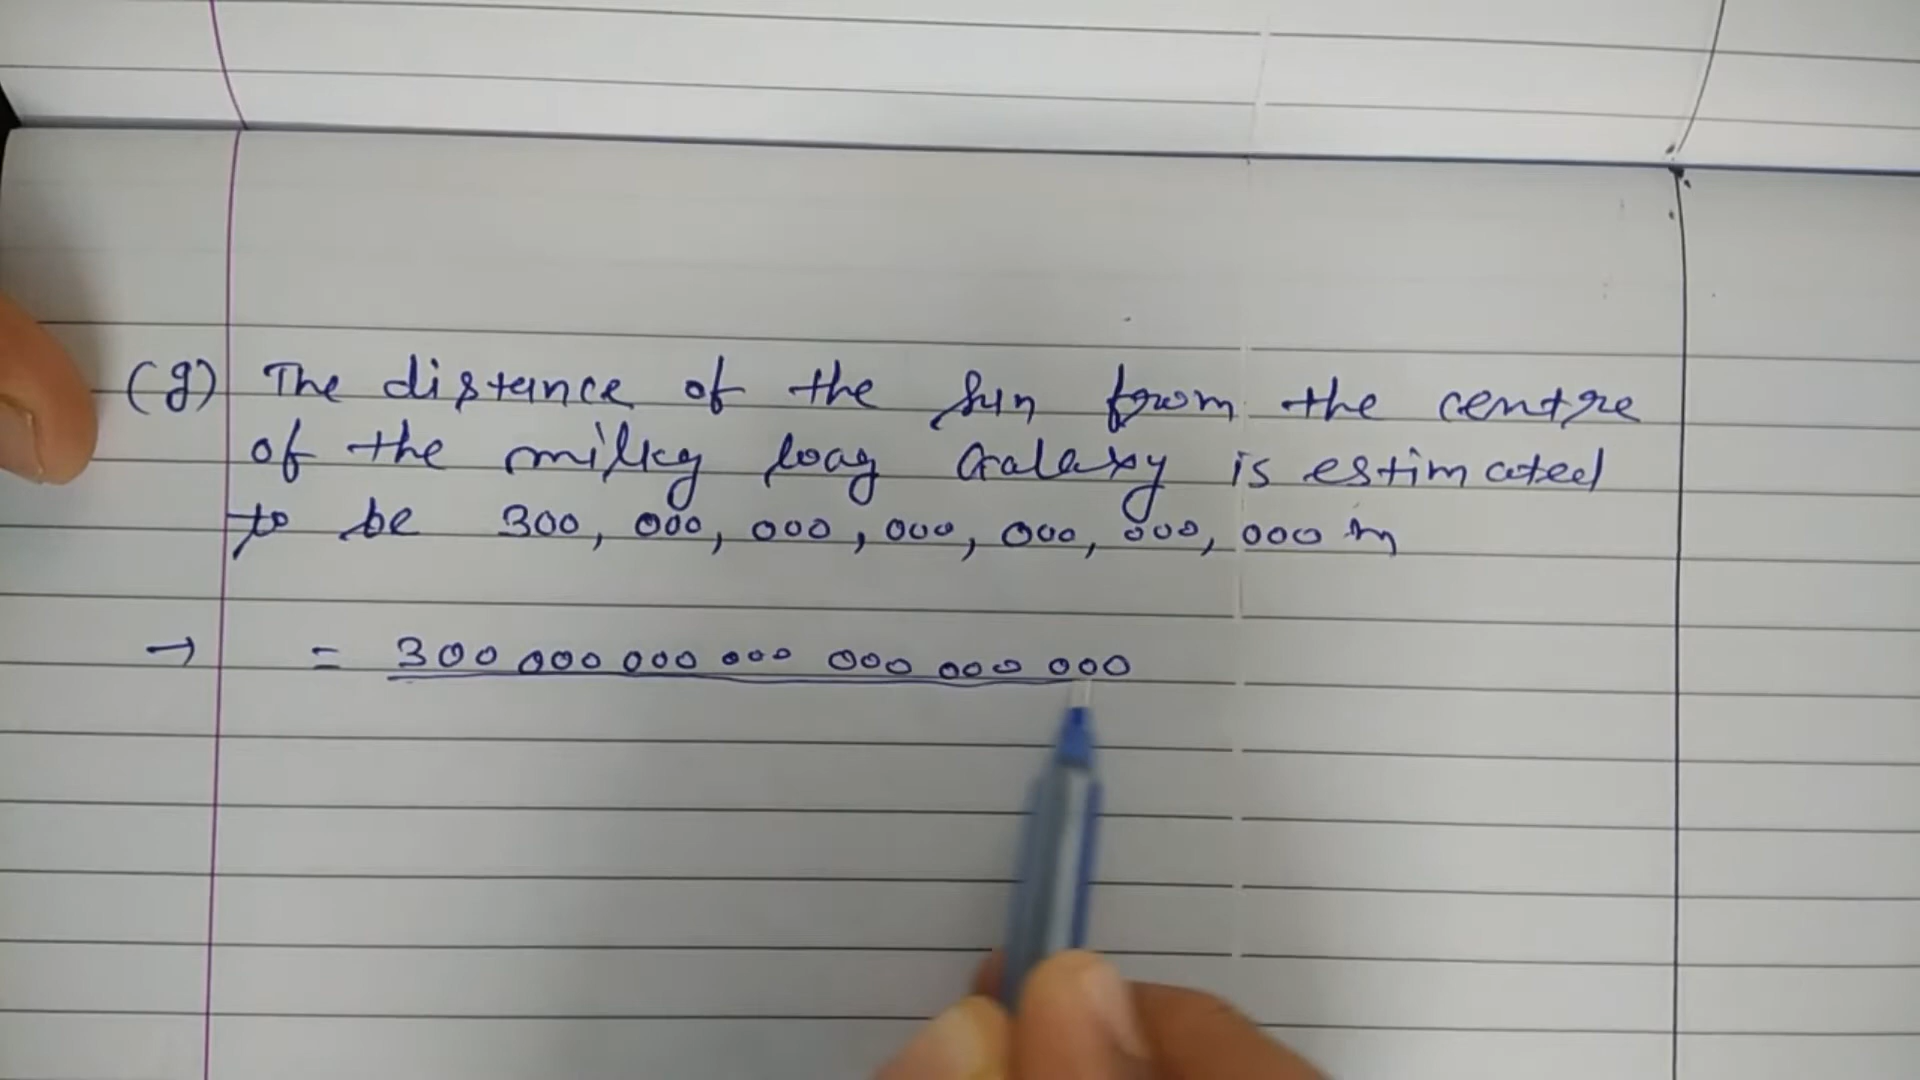 (g) The distance of the Sun from the centre
of the milky way Galaxy is estimated
to be 300, 000, 000, 000, 000, 000, 000 m
→ = 300 000 000 000 000 000 000